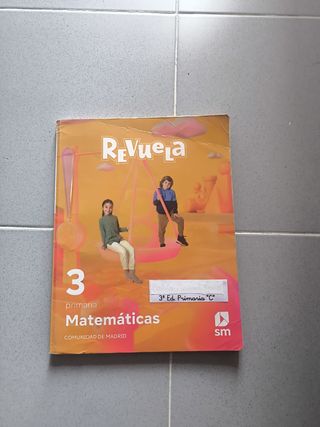 REVUELA
3
primaria
3º Ed. Primaria "C"
Matemáticas
COMUNIDAD DE MADRID
sm